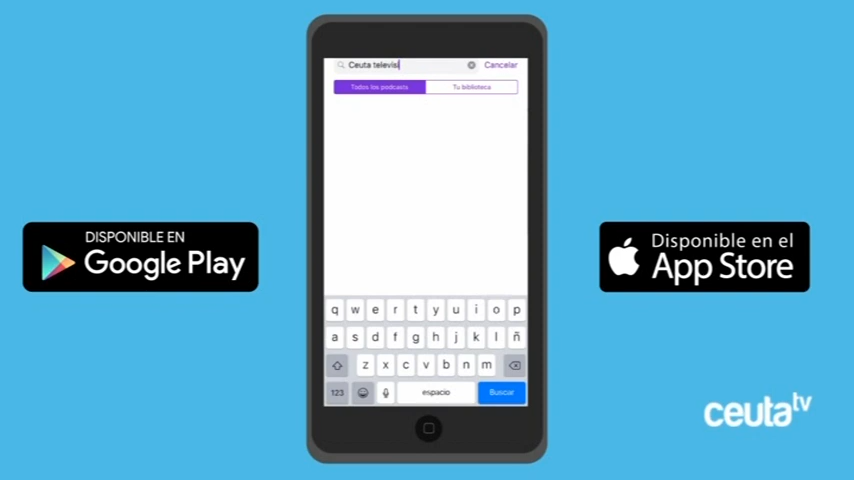 Ceuta televisi
Cancelar
Todos los podcasts
Tu biblioteca
DISPONIBLE EN
Google Play
Disponible en el
App Store
q w e r t y u i o p
a s d f g h j k l ñ
z x c v b n m
123
espacio
Buscar
ceutatv